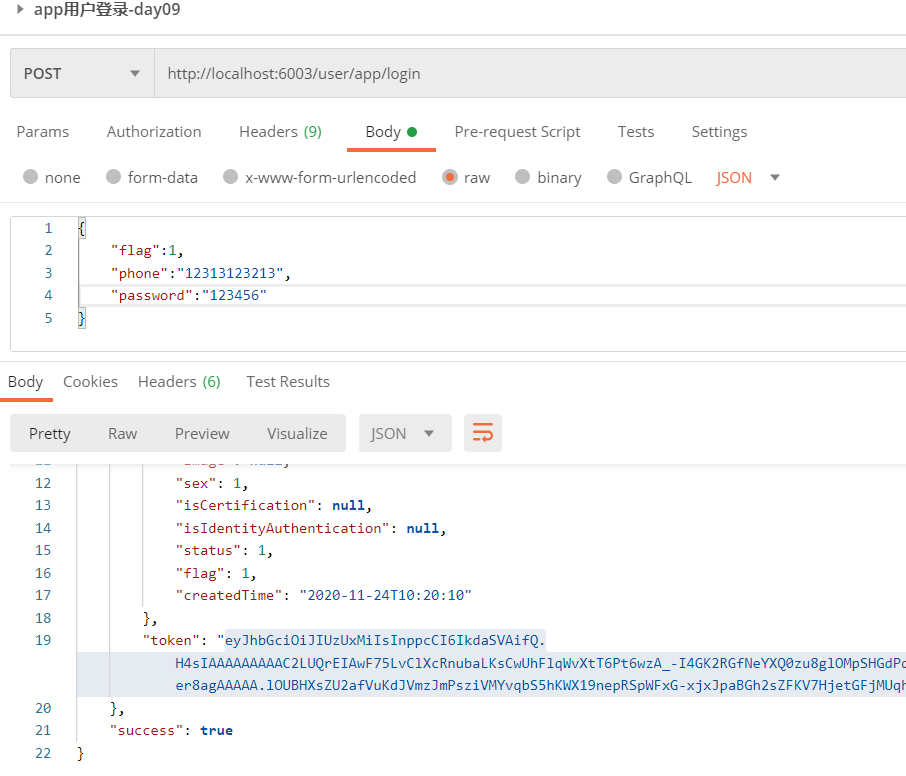 app用户登录-day09
POST http://localhost:6003/user/app/login
Params Authorization Headers (9) Body Pre-request Script Tests Settings
none form-data x-www-form-urlencoded raw binary GraphQL JSON
1 {
2 "flag":1,
3 "phone":"12313123213",
4 "password":"123456"
5 }
Body Cookies Headers (6) Test Results
Pretty Raw Preview Visualize JSON
12 "sex": 1,
13 "isCertification": null,
14 "isIdentityAuthentication": null,
15 "status": 1,
16 "flag": 1,
17 "createdTime": "2020-11-24T10:20:10"
18 },
19 "token": "eyJhbGciOiJIUzUxMiIsInppcCI6IkdaSVAifQ.
H4sIAAAAAAAAAC2LUQrEIAwF75LvClXcRnubaLKsCwUhFlqWvXtT6Pt6wzA_-I4GK2RGfNeYXQ0zu8glOMpSHGdPc
er8agAAAAA.lOUBHXsZU2afVuKdJVmzJmPsziVMYvqbS5hKWX19nepRSpWFxG-xjxJpaBGh2sZFKV7HjetGFjMUqh
20 },
21 "success": true
22 }